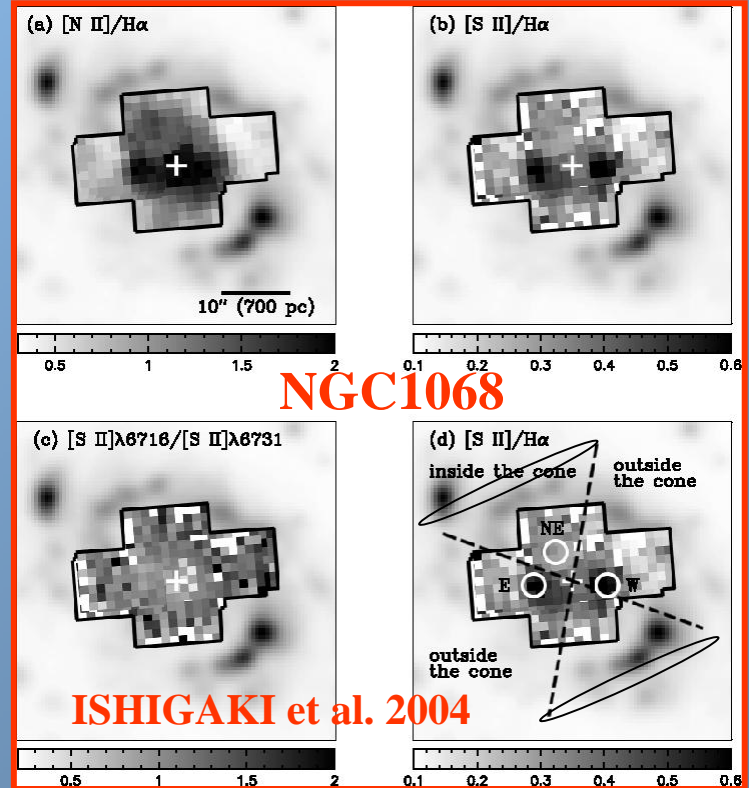 (a) [N II]/Hα
(b) [S II]/Hα
10″ (700 pc)
0.5 1 1.5 2
0.1 0.2 0.3 0.4 0.5 0.6
NGC1068
(c) [S II]λ6716/[S II]λ6731
(d) [S II]/Hα
inside the cone
outside
the cone
NE
E
W
outside
the cone
ISHIGAKI et al. 2004
0.5 1 1.5 2
0.1 0.2 0.3 0.4 0.5 0.6